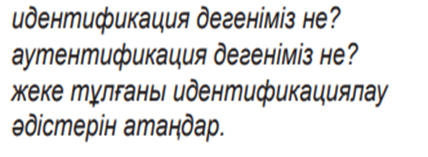 идентификация дегеніміз не?
аутентификация дегеніміз не?
жеке тұлғаны идентификациялау
әдістерін атаңдар.